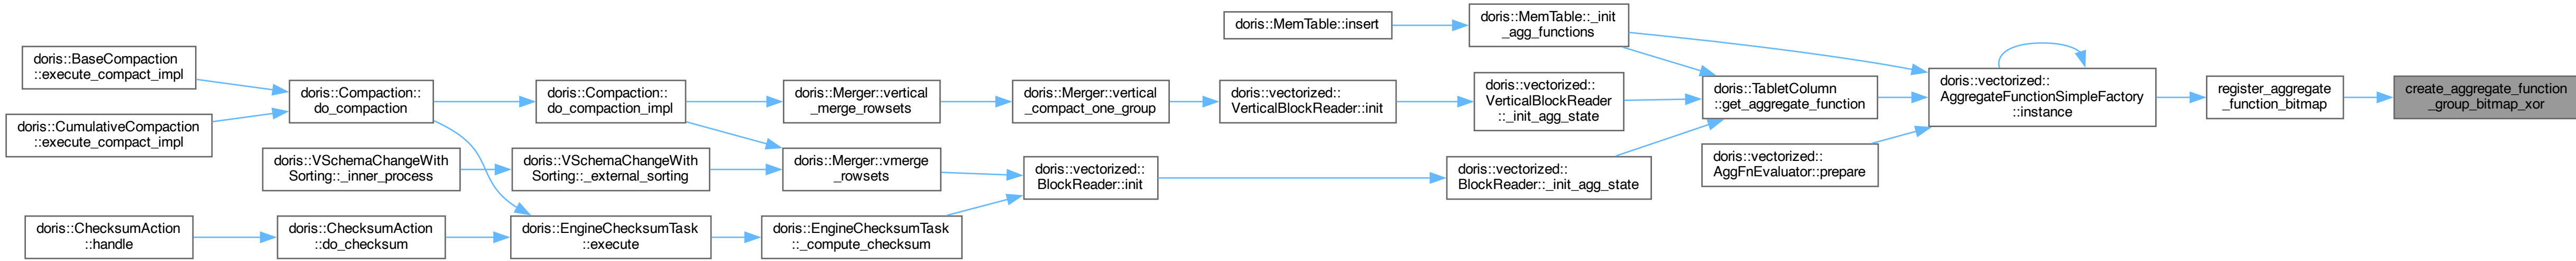 doris::BaseCompaction
::execute_compact_impl
doris::CumulativeCompaction
::execute_compact_impl
doris::Compaction::
do_compaction
doris::VSchemaChangeWith
Sorting::_inner_process
doris::ChecksumAction
::handle
doris::ChecksumAction
::do_checksum
doris::Compaction::
do_compaction_impl
doris::VSchemaChangeWith
Sorting::_external_sorting
doris::EngineChecksumTask
::execute
doris::Merger::vertical
_merge_rowsets
doris::Merger::vmerge
_rowsets
doris::EngineChecksumTask
::_compute_checksum
doris::Merger::vertical
_compact_one_group
doris::vectorized::
BlockReader::init
doris::MemTable::insert
doris::vectorized::
VerticalBlockReader::init
doris::MemTable::_init
_agg_functions
doris::vectorized::
VerticalBlockReader
::_init_agg_state
doris::vectorized::
BlockReader::_init_agg_state
doris::TabletColumn
::get_aggregate_function
doris::vectorized::
AggFnEvaluator::prepare
doris::vectorized::
AggregateFunctionSimpleFactory
::instance
register_aggregate
_function_bitmap
create_aggregate_function
_group_bitmap_xor